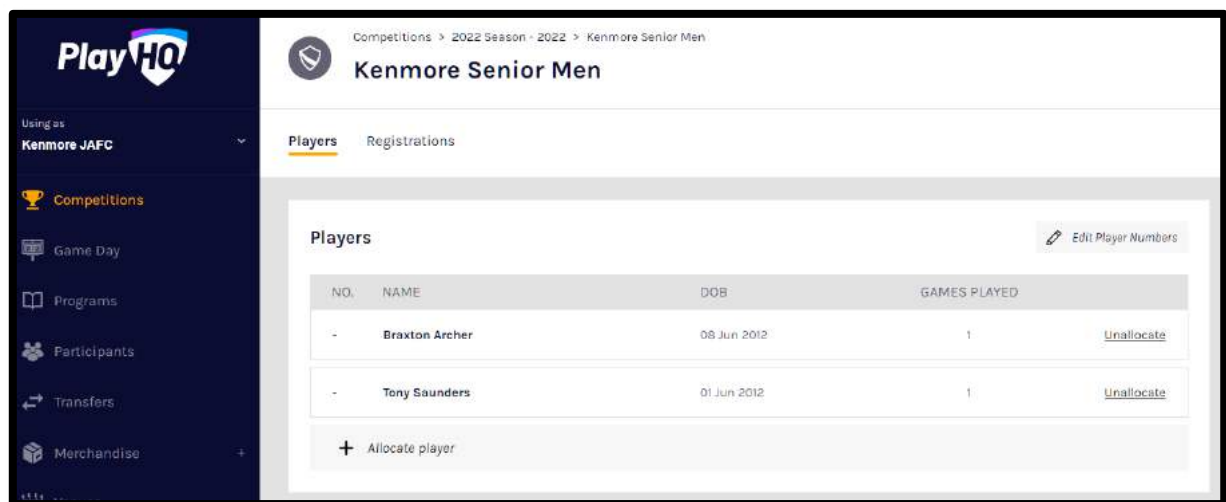 PlayHQ
Competitions > 2022 Season - 2022 > Kenmore Senior Men
Kenmore Senior Men
Using as
Kenmore JAFC
Players Registrations
Competitions
Game Day
Programs
Participants
Transfers
Merchandise +
Players
Edit Player Numbers
NO. NAME DOB GAMES PLAYED
- Braxton Archer 08 Jun 2012 1 Unallocate
- Tony Saunders 01 Jun 2012 1 Unallocate
+ Allocate player